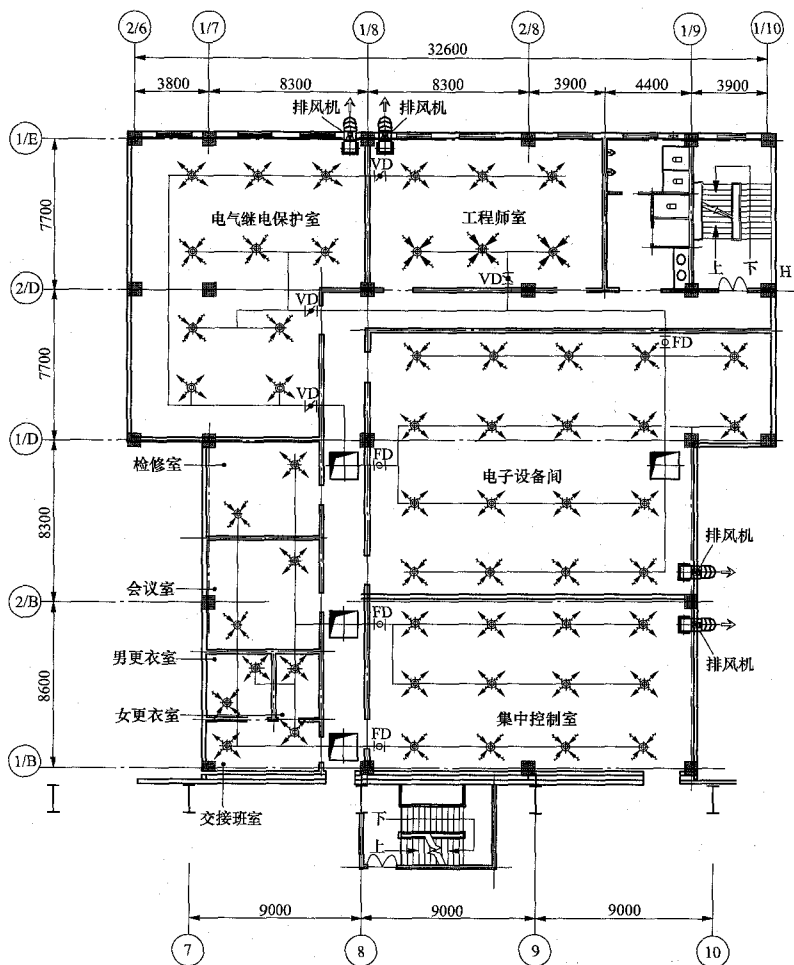 2/6 1/7 1/8 2/8 1/9 1/10
32600
3800 8300 8300 3900 4400 3900
排风机 排风机
1/E
VD
7700
电气继电保护室 工程师室
上 下
VD
H
2/D
VD
FD
7700
VD
1/D
检修室 FD
电子设备间
8300
排风机
会议室
2/B
FD
男更衣室
排风机
8600
女更衣室
集中控制室
FD
1/B
交接班室
下
上
9000 9000 9000
7 8 9 10